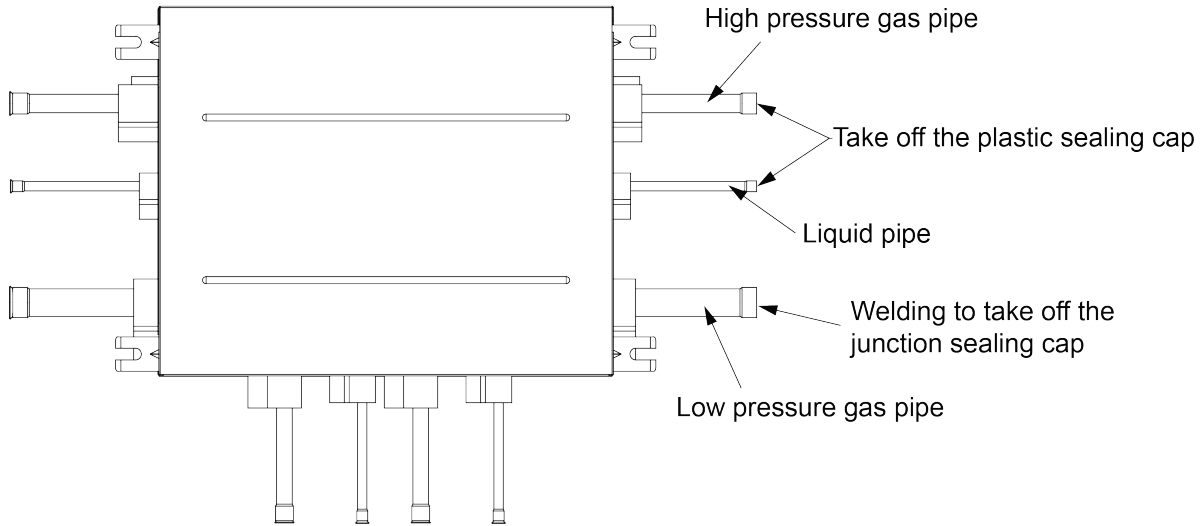 High pressure gas pipe
Take off the plastic sealing cap
Liquid pipe
Welding to take off the
junction sealing cap
Low pressure gas pipe